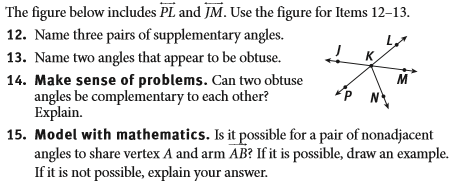 The figure below includes PL and JM. Use the figure for Items 12–13.
12. Name three pairs of supplementary angles.
13. Name two angles that appear to be obtuse.
14. Make sense of problems. Can two obtuse
angles be complementary to each other?
Explain.
J
K
L
M
P
N
15. Model with mathematics. Is it possible for a pair of nonadjacent
angles to share vertex A and arm AB? If it is possible, draw an example.
If it is not possible, explain your answer.